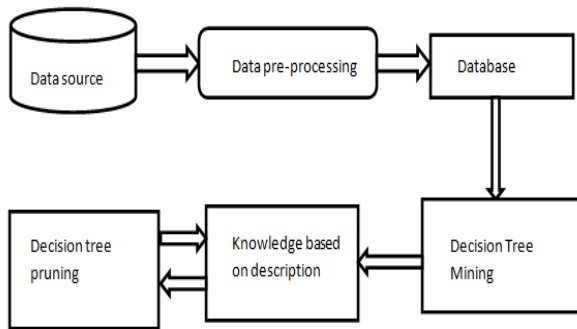 Data source
Data pre-processing
Database
Decision tree
pruning
Knowledge based
on description
Decision Tree
Mining